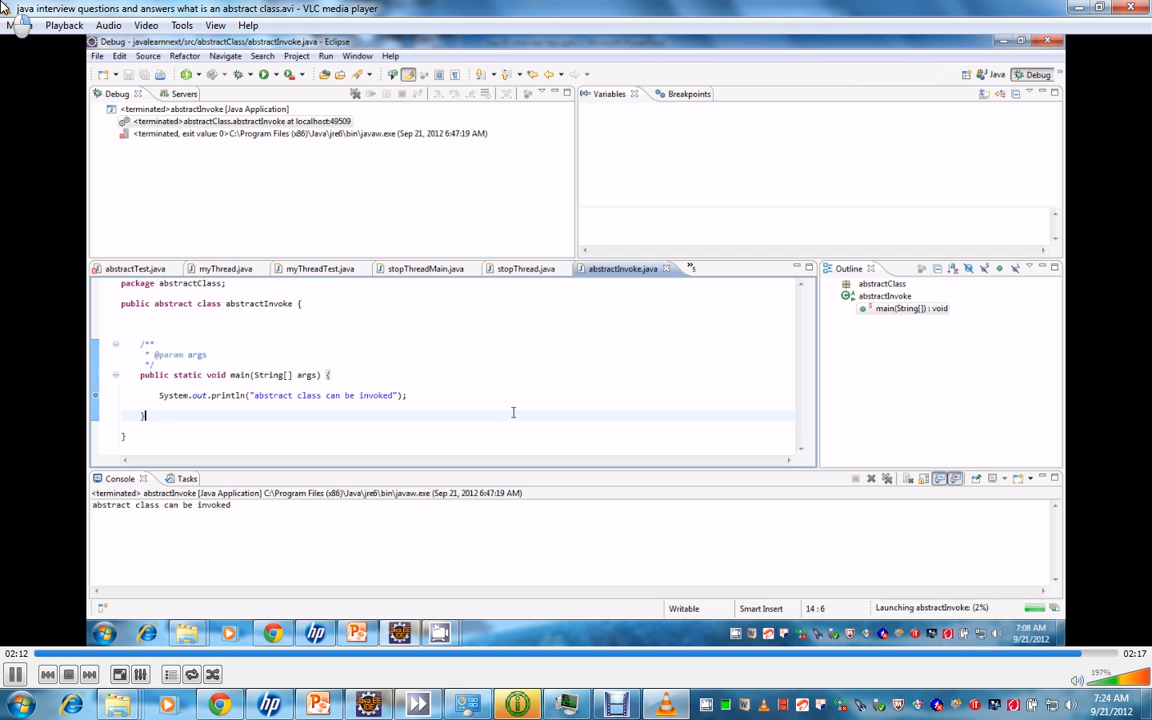 java interview questions and answers what is an abstract class.avi - VLC media player
Playback Audio Video Tools View Help
Debug - javalearnnext/src/abstractClass/abstractInvoke.java - Eclipse
File Edit Source Refactor Navigate Search Project Run Window Help
Java Debug
Debug Servers
Variables Breakpoints
<terminated>abstractInvoke [Java Application]
<terminated>abstractClass.abstractInvoke at localhost:49509
<terminated, exit value: 0>C:\Program Files (x86)\Java\jre6\bin\javaw.exe (Sep 21, 2012 6:47:19 AM)
abstractTest.java myThread.java myThreadTest.java stopThreadMain.java stopThread.java abstractInvoke.java »5
Outline
package abstractClass;
public abstract class abstractInvoke {
/**
* @param args
*/
public static void main(String[] args) {
System.out.println("abstract class can be invoked");
}
}
abstractClass
abstractInvoke
main(String[]) : void
Console Tasks
<terminated> abstractInvoke [Java Application] C:\Program Files (x86)\Java\jre6\bin\javaw.exe (Sep 21, 2012 6:47:19 AM)
abstract class can be invoked
Writable Smart Insert 14 : 6 Launching abstractInvoke: (2%)
7:08 AM
9/21/2012
02:12 02:17
197%
7:24 AM
9/21/2012